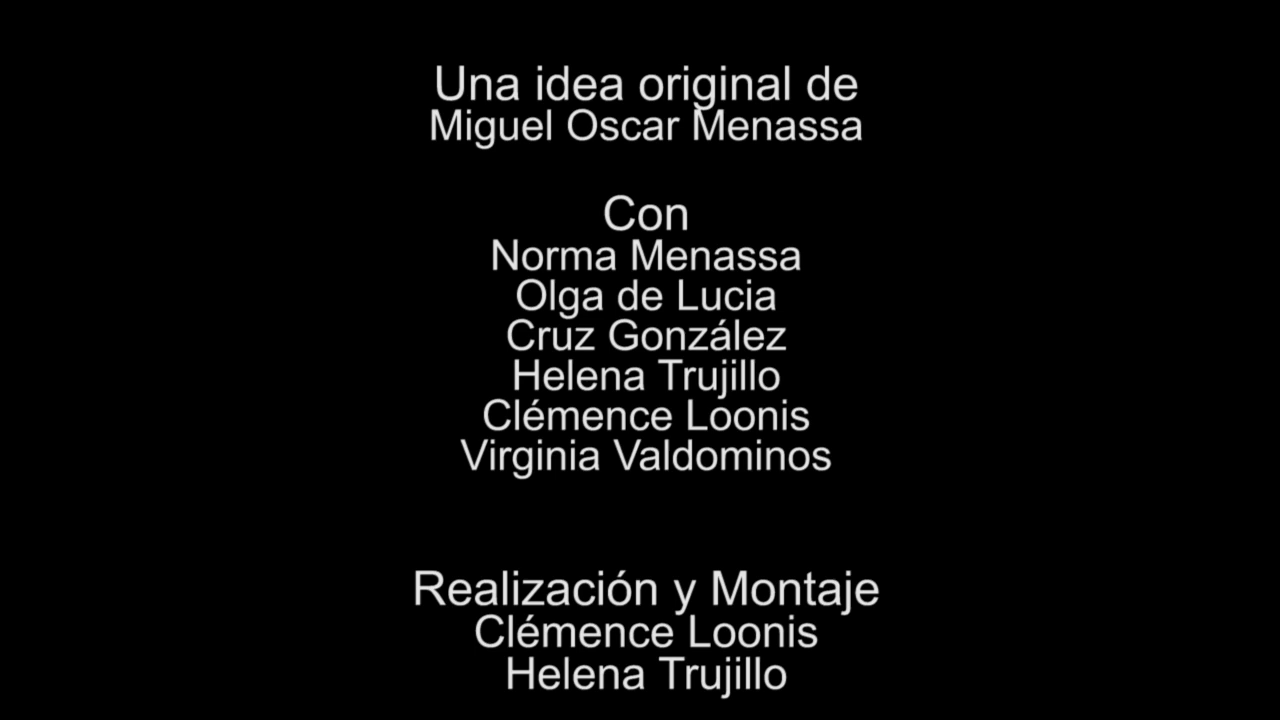 Una idea original de
Miguel Oscar Menassa
Con
Norma Menassa
Olga de Lucia
Cruz González
Helena Trujillo
Clémence Loonis
Virginia Valdominos
Realización y Montaje
Clémence Loonis
Helena Trujillo